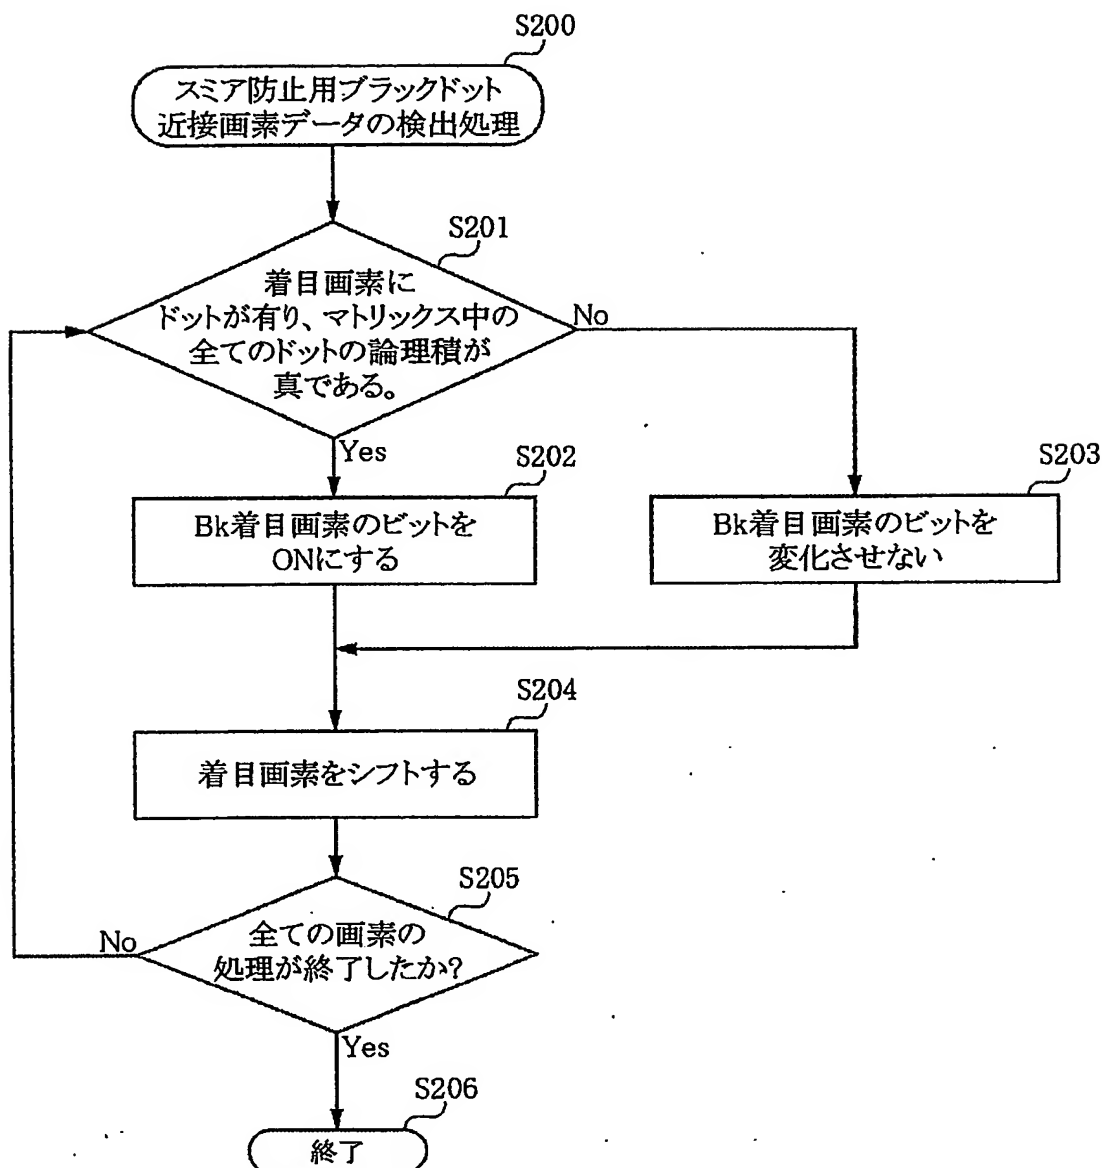 S200
スミア防止用ブラックドット
近接画素データの検出処理
S201
着目画素に
ドットが有り、マトリックス中の
全てのドットの論理積が
真である。
No
Yes
S202
Bk着目画素のビットを
ONにする
S203
Bk着目画素のビットを
変化させない
S204
着目画素をシフトする
S205
全ての画素の
処理が終了したか?
No
Yes
S206
終了